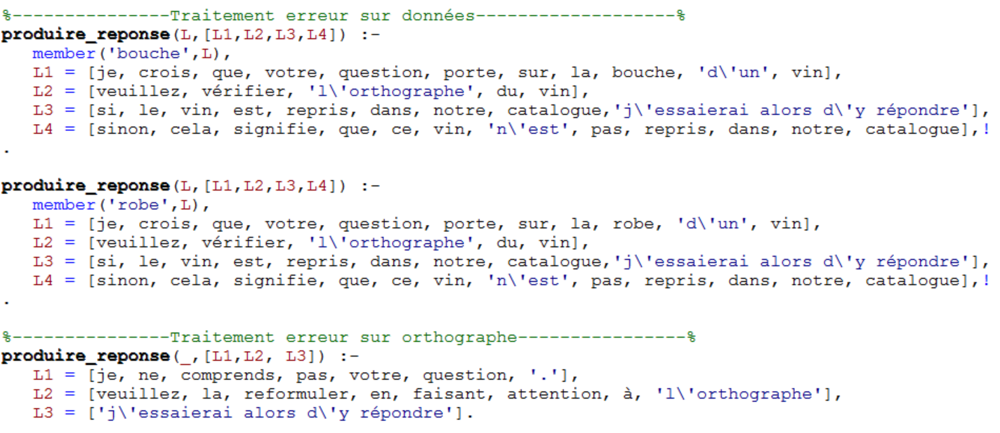 %---------------Traitement erreur sur données-------------------%
produire_reponse(L,[L1,L2,L3,L4]) :-
   member('bouche',L),
   L1 = [je, crois, que, votre, question, porte, sur, la, bouche, 'd\'un', vin],
   L2 = [veuillez, vérifier, 'l\'orthographe', du, vin],
   L3 = [si, le, vin, est, repris, dans, notre, catalogue,'j\'essaierai alors d\'y répondre'],
   L4 = [sinon, cela, signifie, que, ce, vin, 'n\'est', pas, repris, dans, notre, catalogue],!
.
produire_reponse(L,[L1,L2,L3,L4]) :-
   member('robe',L),
   L1 = [je, crois, que, votre, question, porte, sur, la, robe, 'd\'un', vin],
   L2 = [veuillez, vérifier, 'l\'orthographe', du, vin],
   L3 = [si, le, vin, est, repris, dans, notre, catalogue,'j\'essaierai alors d\'y répondre'],
   L4 = [sinon, cela, signifie, que, ce, vin, 'n\'est', pas, repris, dans, notre, catalogue],!
.
%---------------Traitement erreur sur orthographe----------------%
produire_reponse(_,[L1,L2, L3]) :-
   L1 = [je, ne, comprends, pas, votre, question, '.'],
   L2 = [veuillez, la, reformuler, en, faisant, attention, à, 'l\'orthographe'],
   L3 = ['j\'essaierai alors d\'y répondre'].